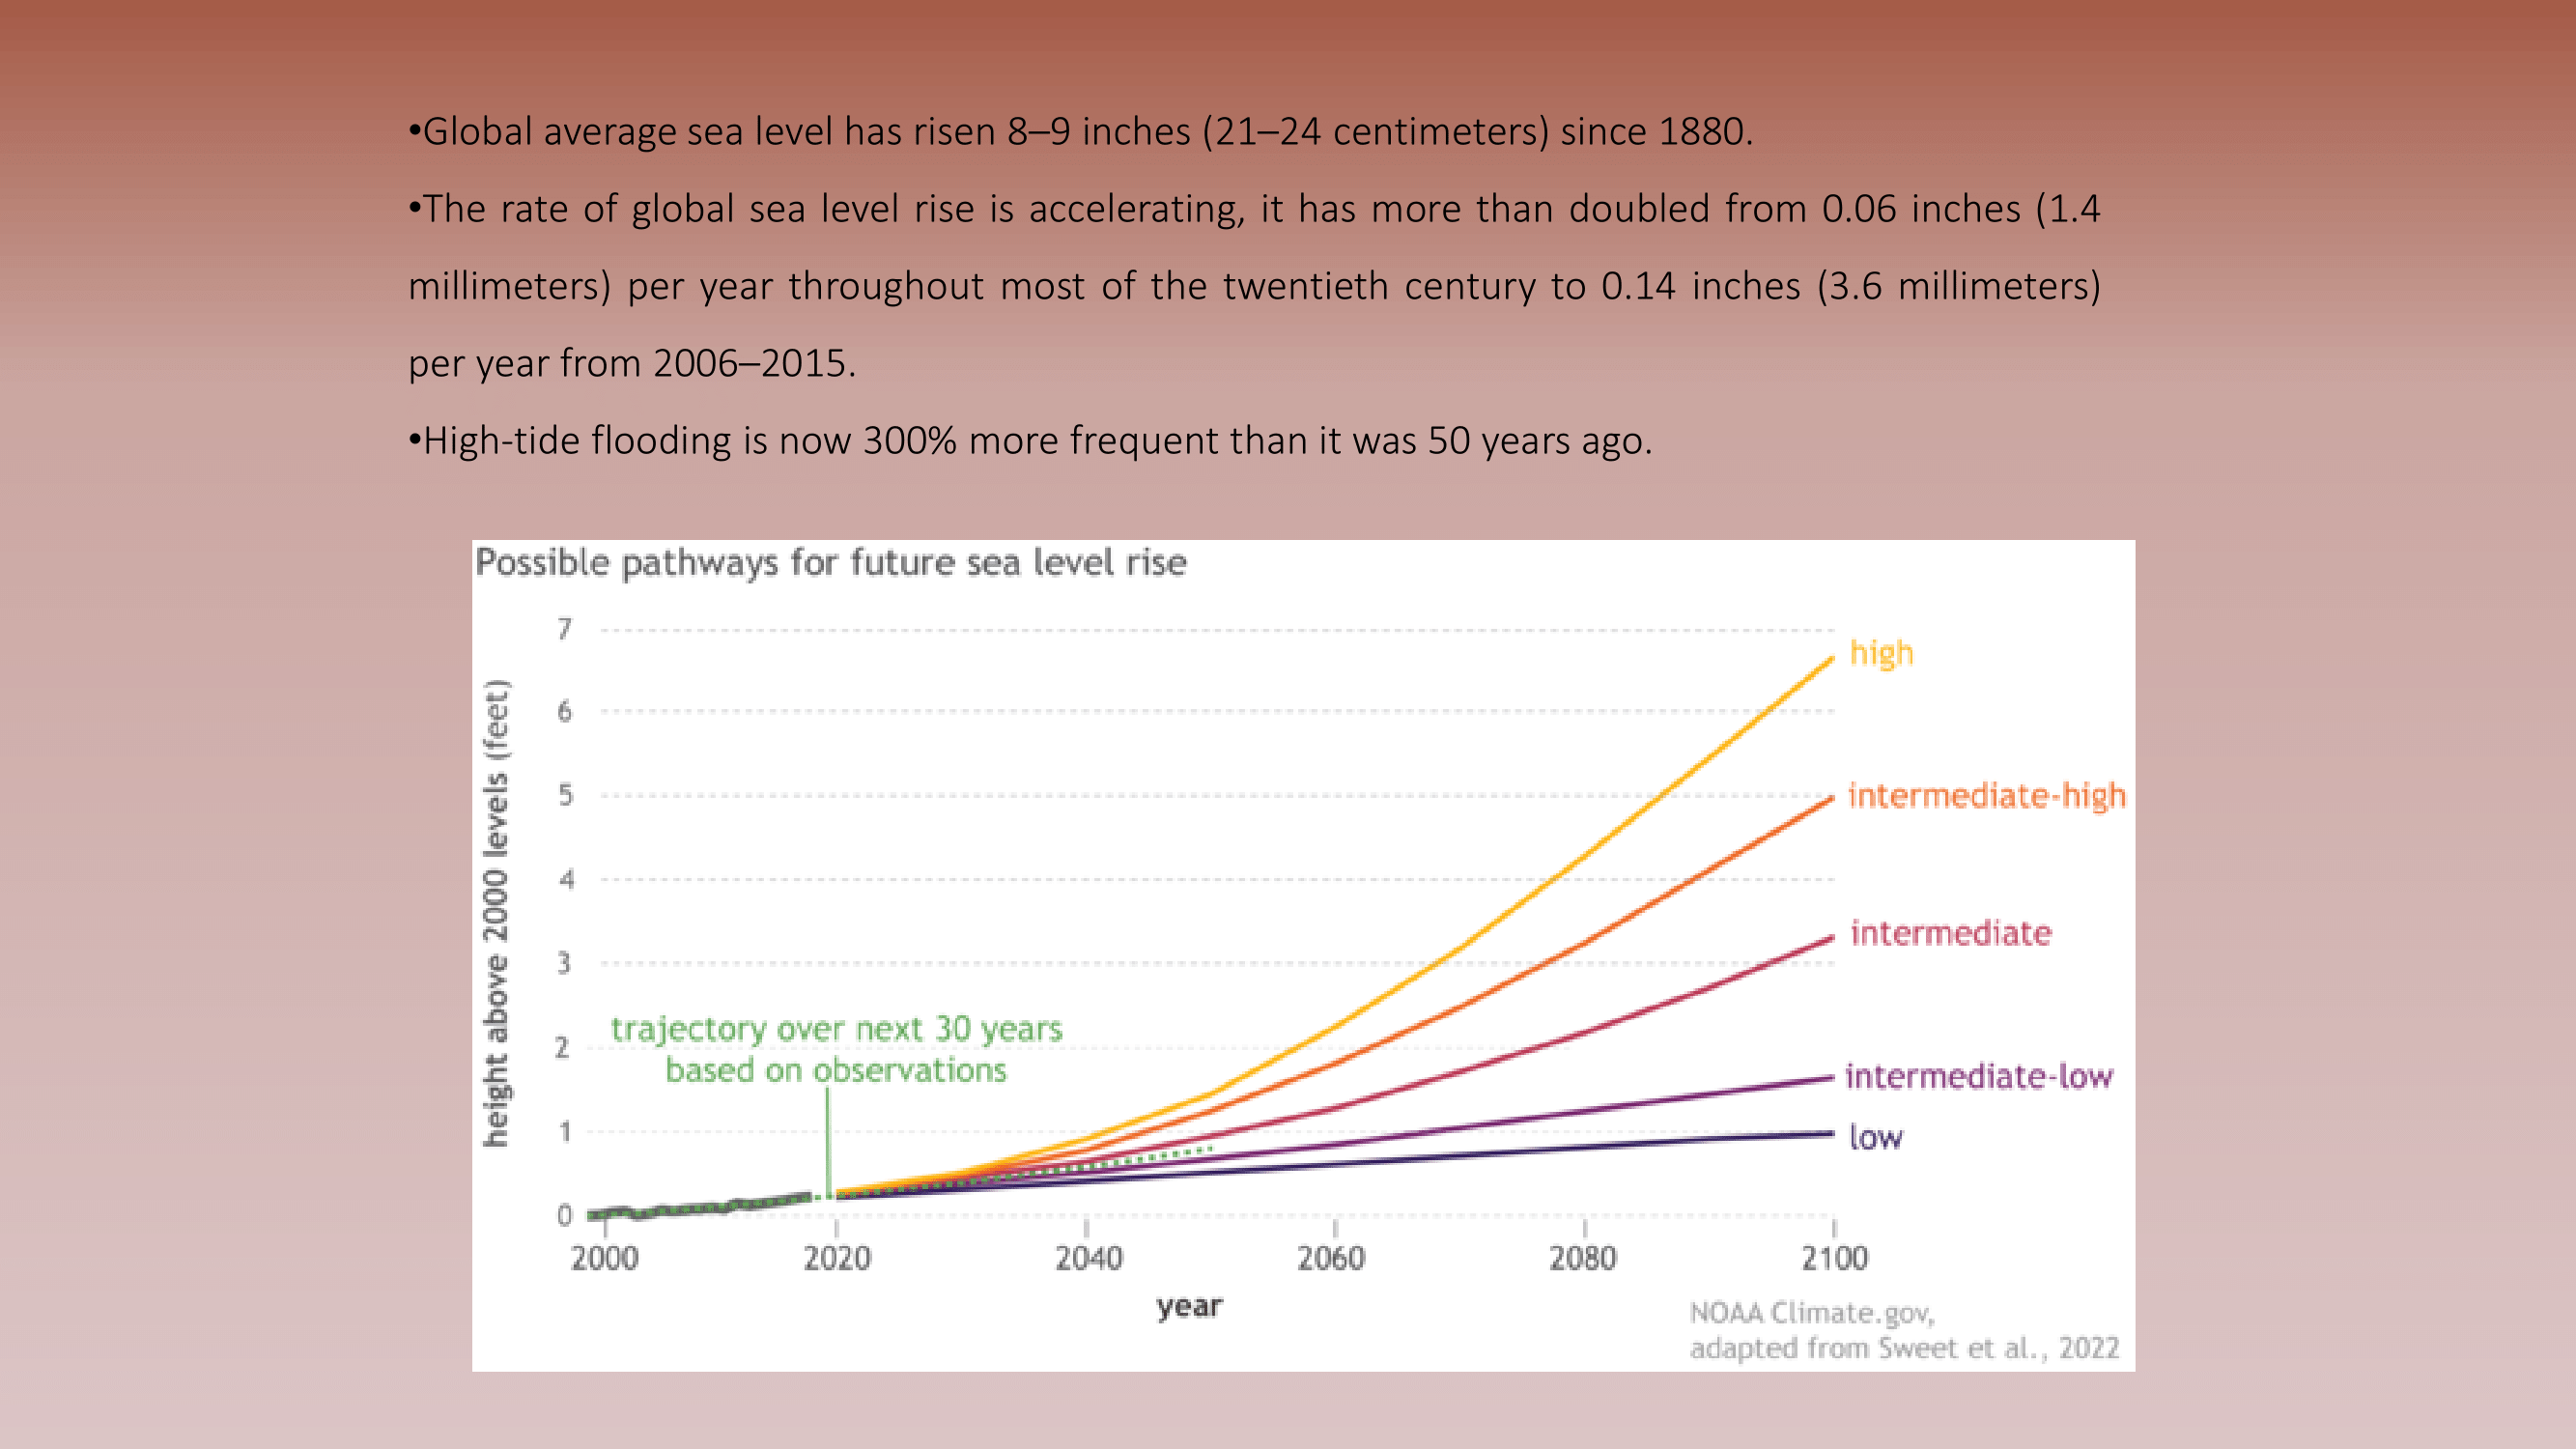 •Global average sea level has risen 8–9 inches (21–24 centimeters) since 1880.
•The rate of global sea level rise is accelerating, it has more than doubled from 0.06 inches (1.4
millimeters) per year throughout most of the twentieth century to 0.14 inches (3.6 millimeters)
per year from 2006–2015.
•High-tide flooding is now 300% more frequent than it was 50 years ago.
Possible pathways for future sea level rise
height above 2000 levels (feet)
7
6
5
4
3
2
1
0
high
intermediate-high
intermediate
intermediate-low
low
trajectory over next 30 years
based on observations
2000 2020 2040 2060 2080 2100
year
NOAA Climate.gov,
adapted from Sweet et al., 2022